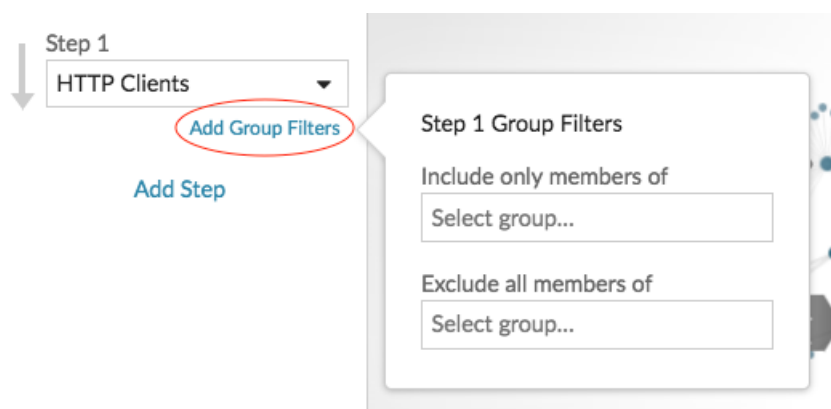 Step 1
HTTP Clients
Add Group Filters
Add Step
Step 1 Group Filters
Include only members of
Select group...
Exclude all members of
Select group...